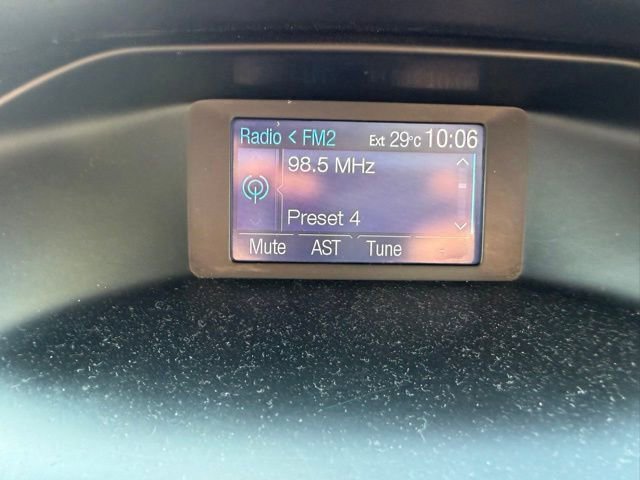 Radio < FM2 Ext 29°C 10:06
98.5 MHz
Preset 4
Mute AST Tune